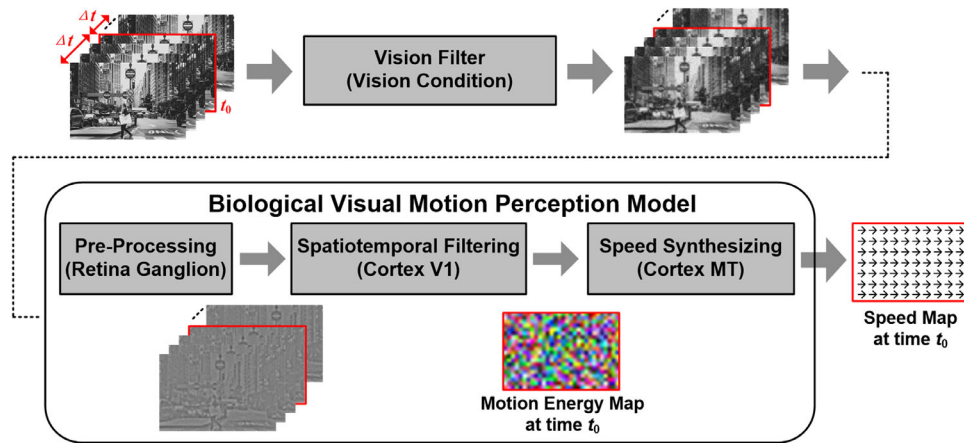 Δt
Δt
t0
Vision Filter
(Vision Condition)
Biological Visual Motion Perception Model
Pre-Processing
(Retina Ganglion)
Spatiotemporal Filtering
(Cortex V1)
Speed Synthesizing
(Cortex MT)
Motion Energy Map
at time t0
Speed Map
at time t0